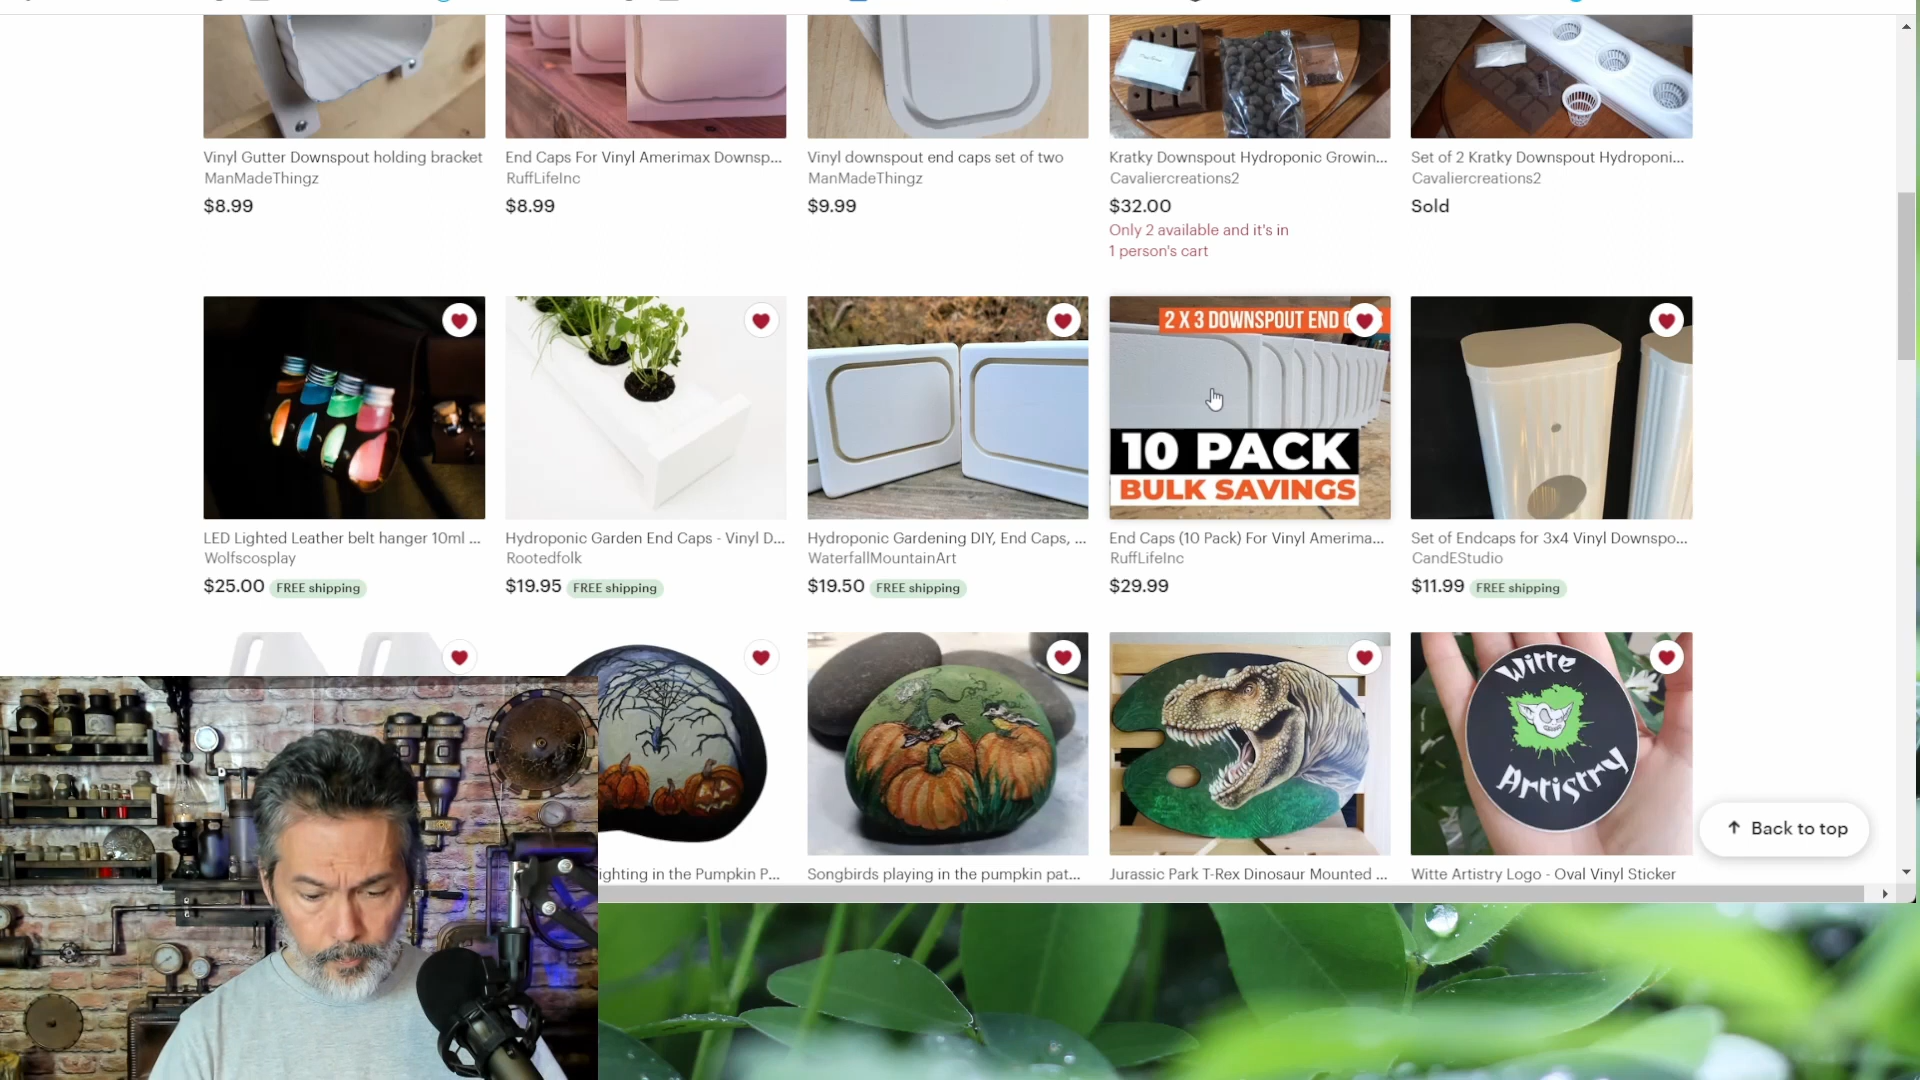 Vinyl Gutter Downspout holding bracket
ManMadeThingz
$8.99
End Caps For Vinyl Amerimax Downsp...
RuffLifeInc
$8.99
Vinyl downspout end caps set of two
ManMadeThingz
$9.99
Kratky Downspout Hydroponic Growin...
Cavaliercreations2
$32.00
Only 2 available and it's in
1 person's cart
Set of 2 Kratky Downspout Hydroponi...
Cavaliercreations2
Sold
2 X 3 DOWNSPOUT END
10 PACK
BULK SAVINGS
LED Lighted Leather belt hanger 10ml ...
Wolfscosplay
$25.00 FREE shipping
Hydroponic Garden End Caps - Vinyl D...
Rootedfolk
$19.95 FREE shipping
Hydroponic Gardening DIY, End Caps, ...
WaterfallMountainArt
$19.50 FREE shipping
End Caps (10 Pack) For Vinyl Amerima...
RuffLifeInc
$29.99
Set of Endcaps for 3x4 Vinyl Downspo...
CandEStudio
$11.99 FREE shipping
Witte
Artistry
Back to top
ighting in the Pumpkin P...
Songbirds playing in the pumpkin pat...
Jurassic Park T-Rex Dinosaur Mounted ...
Witte Artistry Logo - Oval Vinyl Sticker